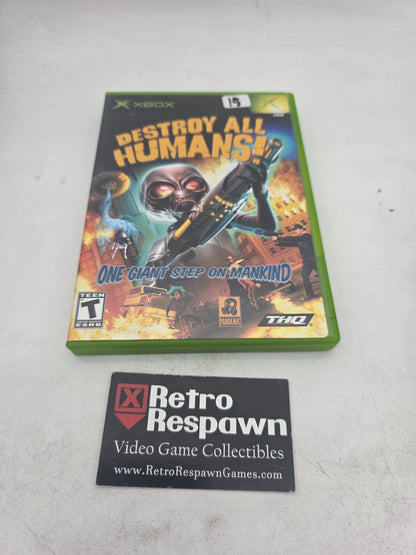 XBOX
15
DESTROY ALL
HUMANS!
ONE GIANT STEP ON MANKIND
TEEN
T
ESRB
PANDEMIC
THQ
Retro
Respawn
Video Game Collectibles
www.RetroRespawnGames.com